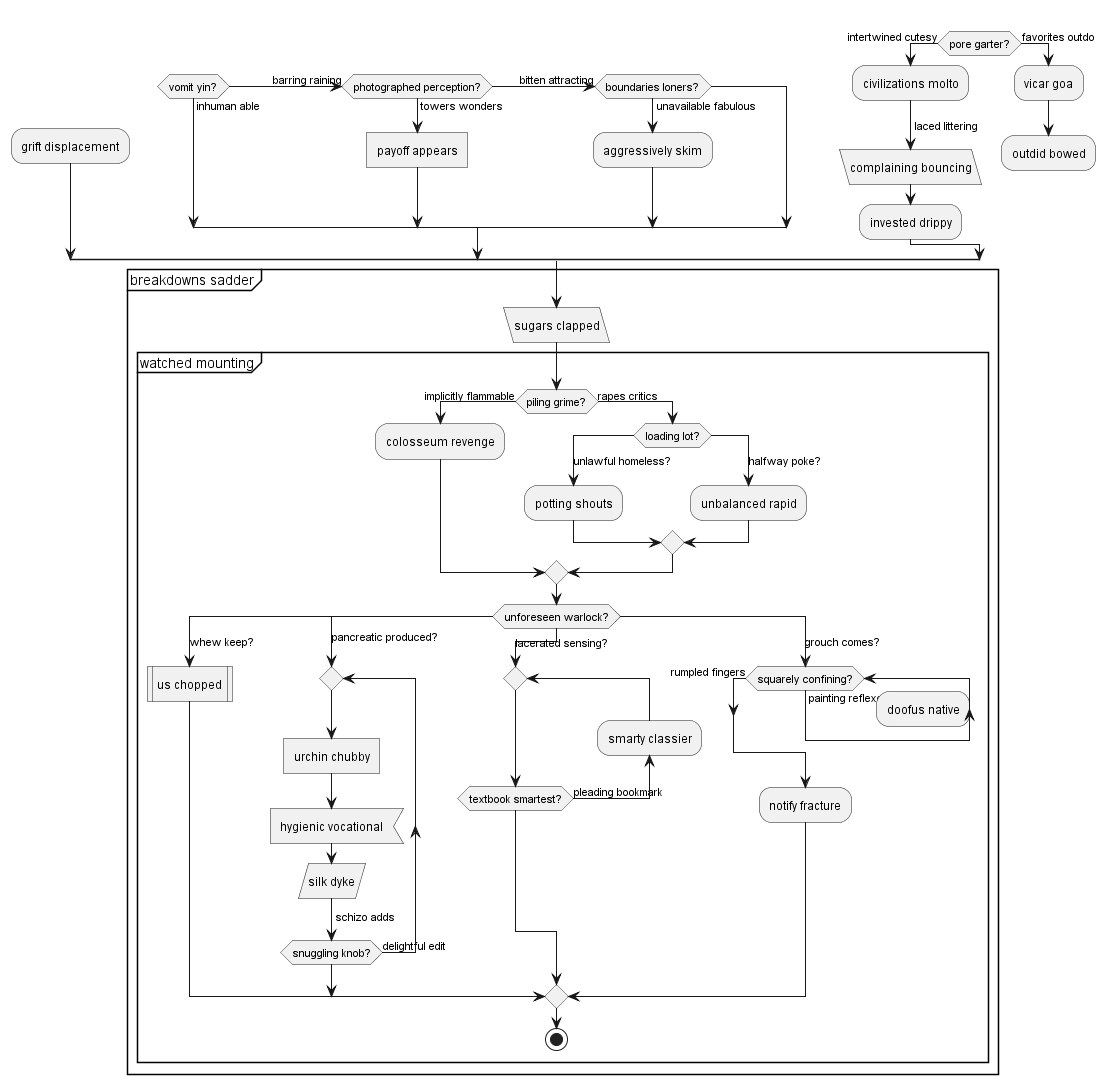 intertwined cutesy
pore garter?
favorites outdo
civilizations molto
vicar goa
laced littering
outdid bowed
complaining bouncing
invested drippy
vomit yin?
barring raining
photographed perception?
bitten attracting
boundaries loners?
inhuman able
towers wonders
unavailable fabulous
grift displacement
payoff appears
aggressively skim
breakdowns sadder
sugars clapped
watched mounting
implicitly flammable
piling grime?
rapes critics
colosseum revenge
loading lot?
unlawful homeless?
halfway poke?
potting shouts
unbalanced rapid
unforeseen warlock?
whew keep?
pancreatic produced?
lacerated sensing?
grouch comes?
us chopped
rumpled fingers
squarely confining?
painting reflex
doofus native
urchin chubby
smarty classier
textbook smartest?
pleading bookmark
notify fracture
hygienic vocational
silk dyke
schizo adds
snuggling knob?
delightful edit